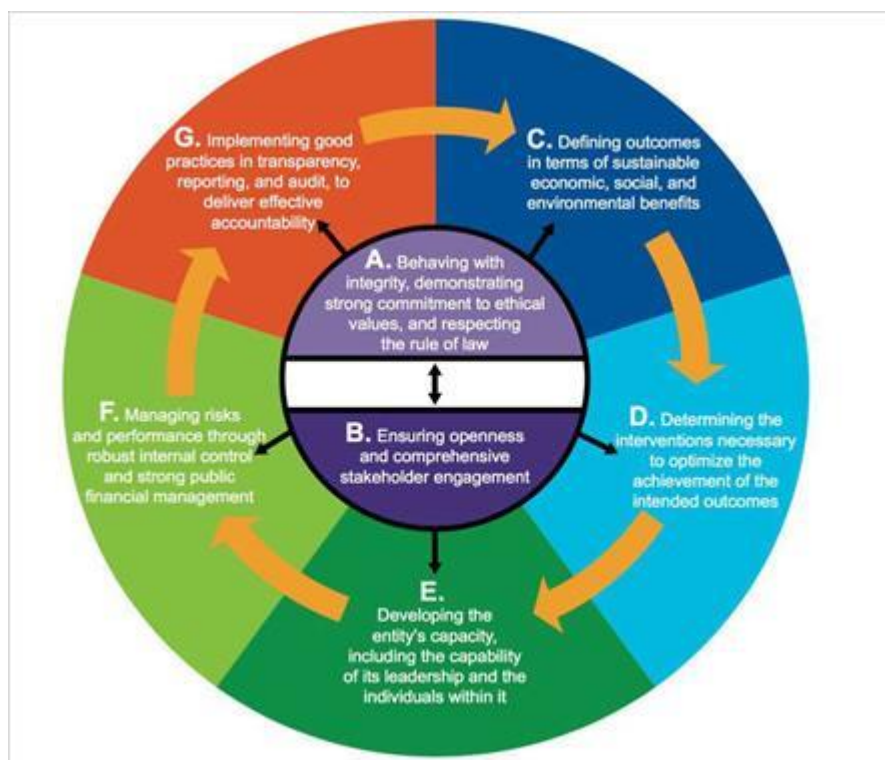 G. Implementing good
practices in transparency,
reporting, and audit, to
deliver effective
accountability
C. Defining outcomes
in terms of sustainable
economic, social, and
environmental benefits
A. Behaving with
integrity, demonstrating
strong commitment to ethical
values, and respecting
the rule of law
F. Managing risks
and performance through
robust internal control
and strong public
financial management
B. Ensuring openness
and comprehensive
stakeholder engagement
D. Determining the
interventions necessary
to optimize the
achievement of the
intended outcomes
E.
Developing the
entity's capacity,
including the capability
of its leadership and the
individuals within it